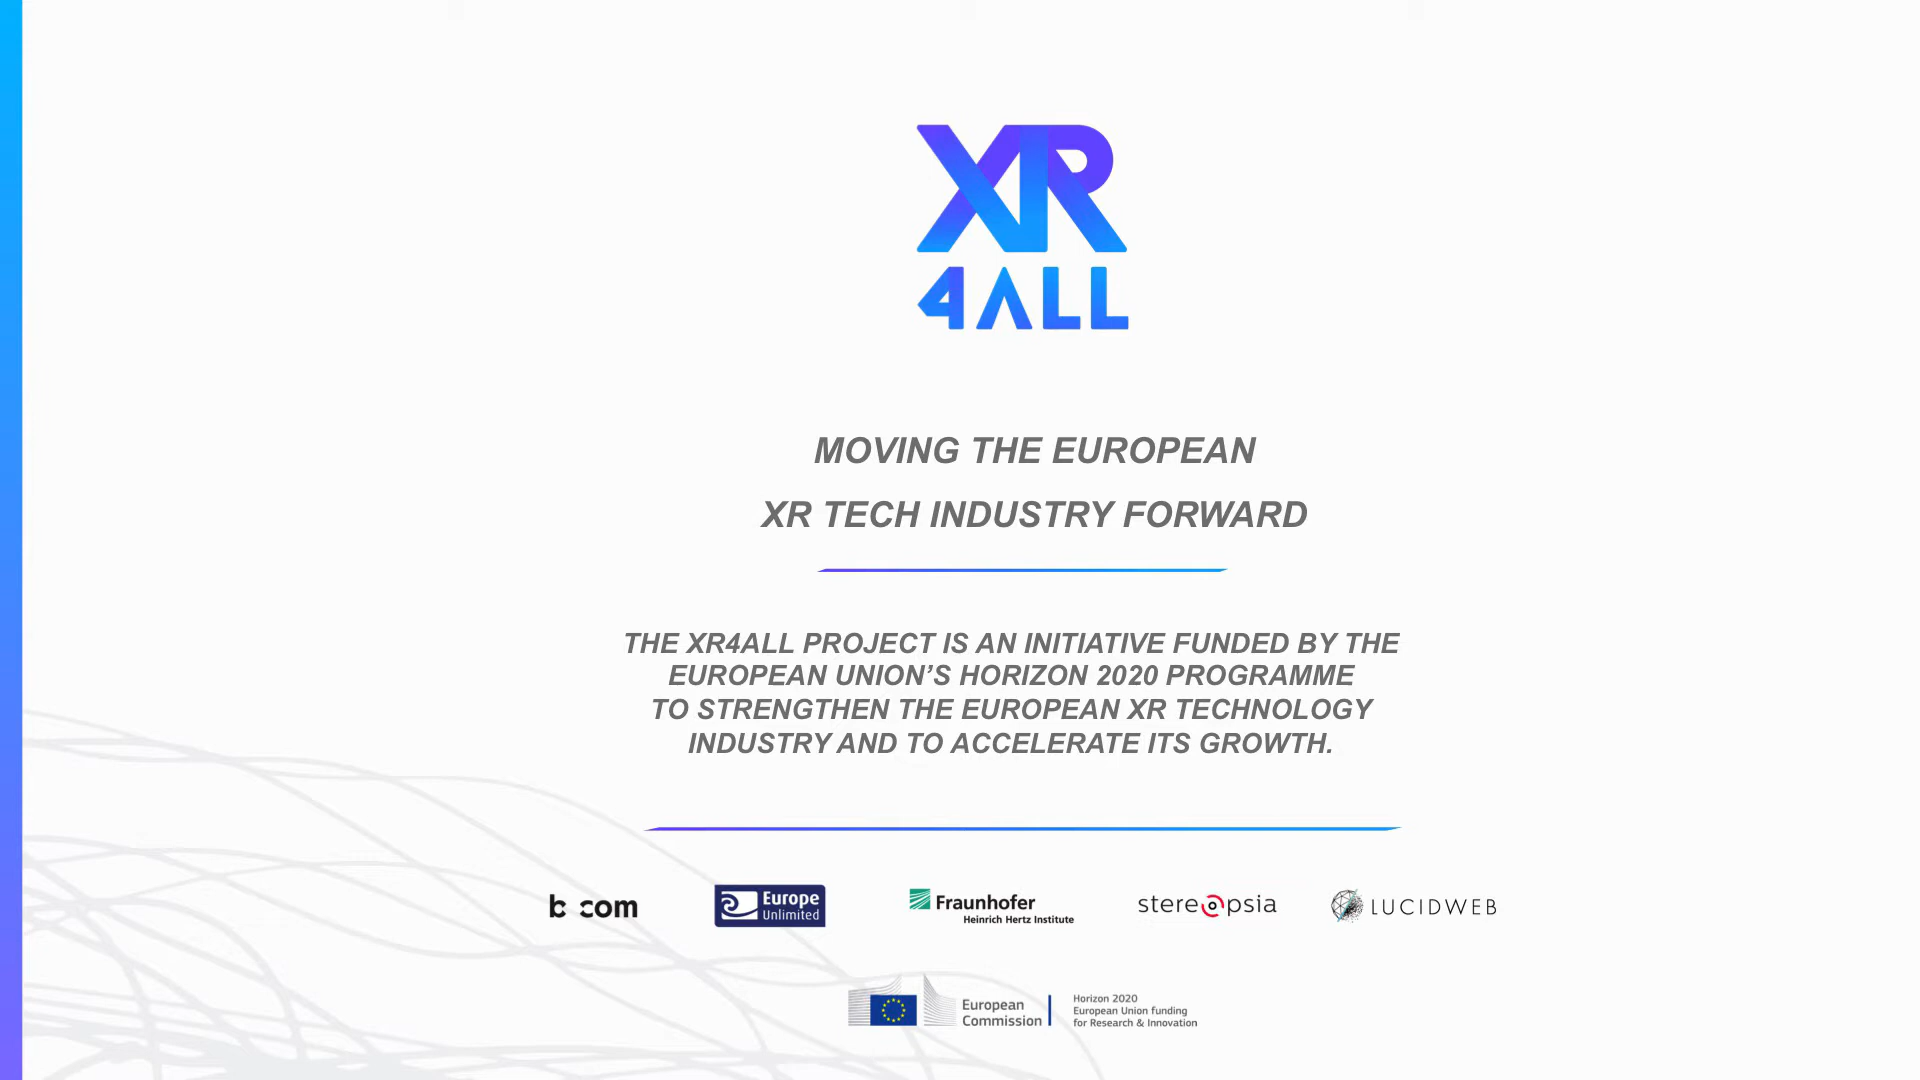 XR
4ALL
MOVING THE EUROPEAN
XR TECH INDUSTRY FORWARD
THE XR4ALL PROJECT IS AN INITIATIVE FUNDED BY THE
EUROPEAN UNION’S HORIZON 2020 PROGRAMME
TO STRENGTHEN THE EUROPEAN XR TECHNOLOGY
INDUSTRY AND TO ACCELERATE ITS GROWTH.
b com
Europe
Unlimited
Fraunhofer
Heinrich Hertz Institute
stereopsia
LUCIDWEB
European
Commission
Horizon 2020
European Union funding
for Research & Innovation